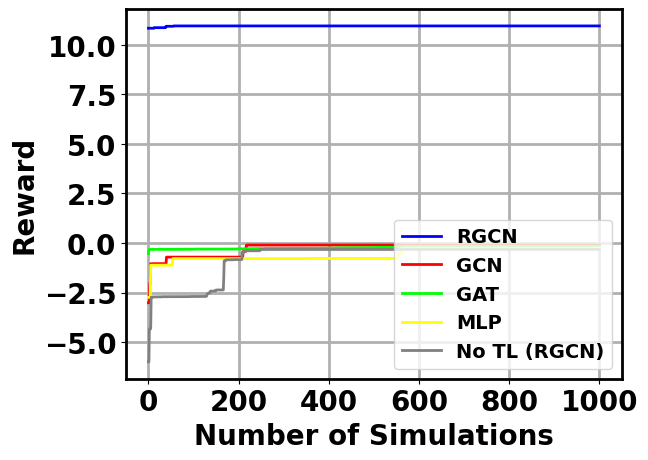 10.0
7.5
5.0
2.5
0.0
−2.5
−5.0
Reward
0 200 400 600 800 1000
Number of Simulations
RGCN
GCN
GAT
MLP
No TL (RGCN)